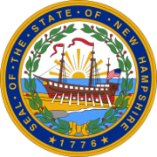 SEAL · OF · THE · STATE · OF · NEW HAMPSHIRE
1776